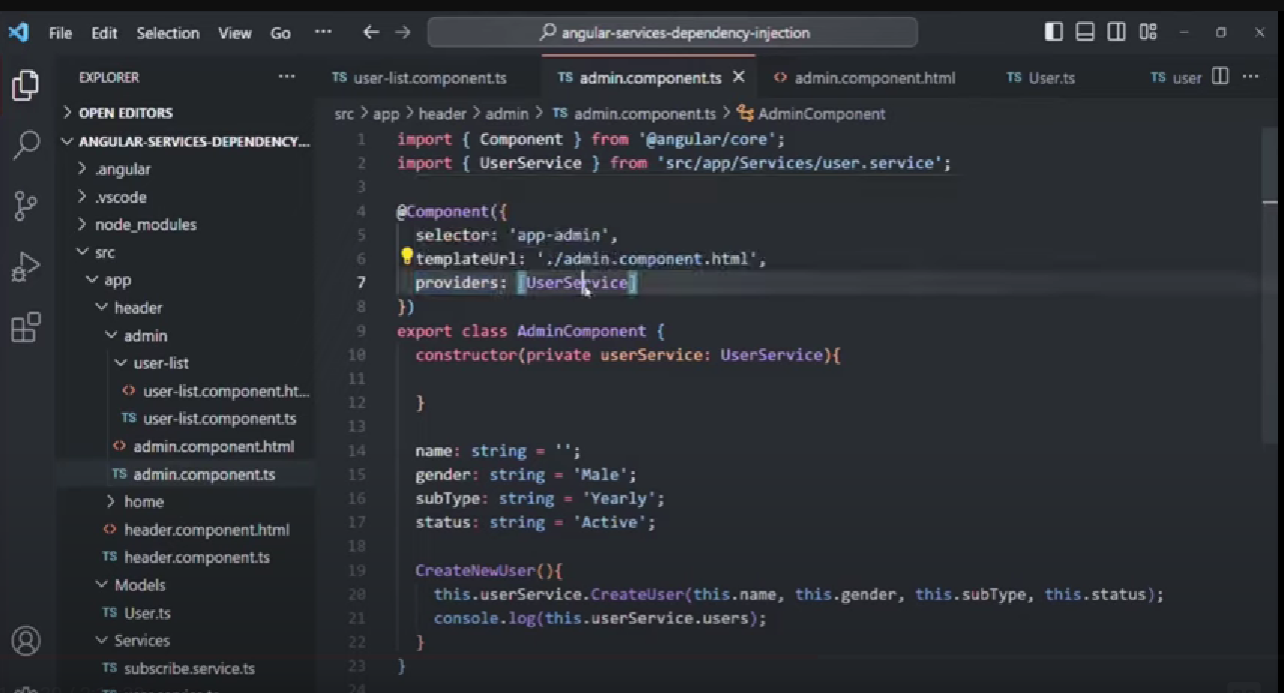 File Edit Selection View Go ··· angular-services-dependency-injection
EXPLORER ···
OPEN EDITORS
ANGULAR-SERVICES-DEPENDENCY...
.angular
.vscode
node_modules
src
app
header
admin
user-list
<> user-list.component.ht...
TS user-list.component.ts
<> admin.component.html
TS admin.component.ts
home
<> header.component.html
TS header.component.ts
Models
TS User.ts
Services
TS subscribe.service.ts
TS user-list.component.ts TS admin.component.ts <> admin.component.html TS User.ts TS user ···
src > app > header > admin > TS admin.component.ts > AdminComponent
1 import { Component } from '@angular/core';
2 import { UserService } from 'src/app/Services/user.service';
3
4 @Component({
5 selector: 'app-admin',
6 templateUrl: './admin.component.html',
7 providers: [UserService]
8 })
9 export class AdminComponent {
10 constructor(private userService: UserService){
11
12 }
13
14 name: string = '';
15 gender: string = 'Male';
16 subType: string = 'Yearly';
17 status: string = 'Active';
18
19 CreateNewUser(){
20 this.userService.CreateUser(this.name, this.gender, this.subType, this.status);
21 console.log(this.userService.users);
22 }
23 }
24